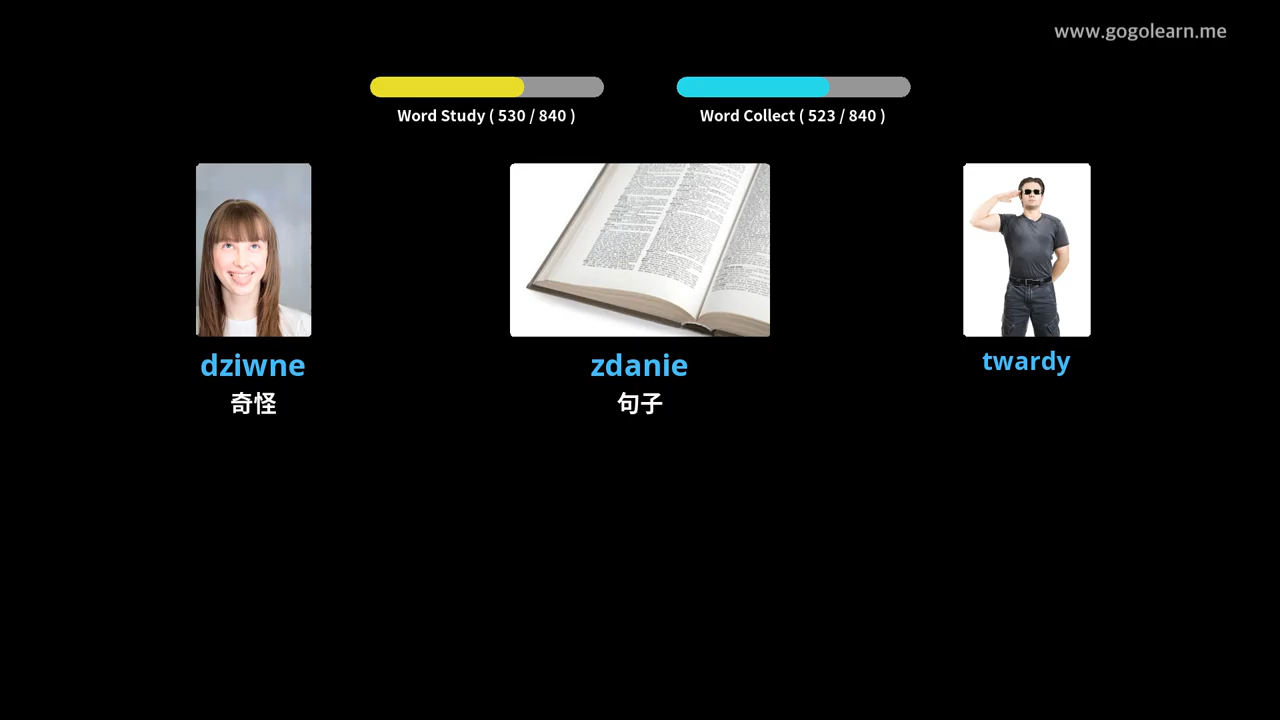 www.gogolearn.me
Word Study ( 530 / 840 )
Word Collect ( 523 / 840 )
dziwne
奇怪
zdanie
句子
twardy